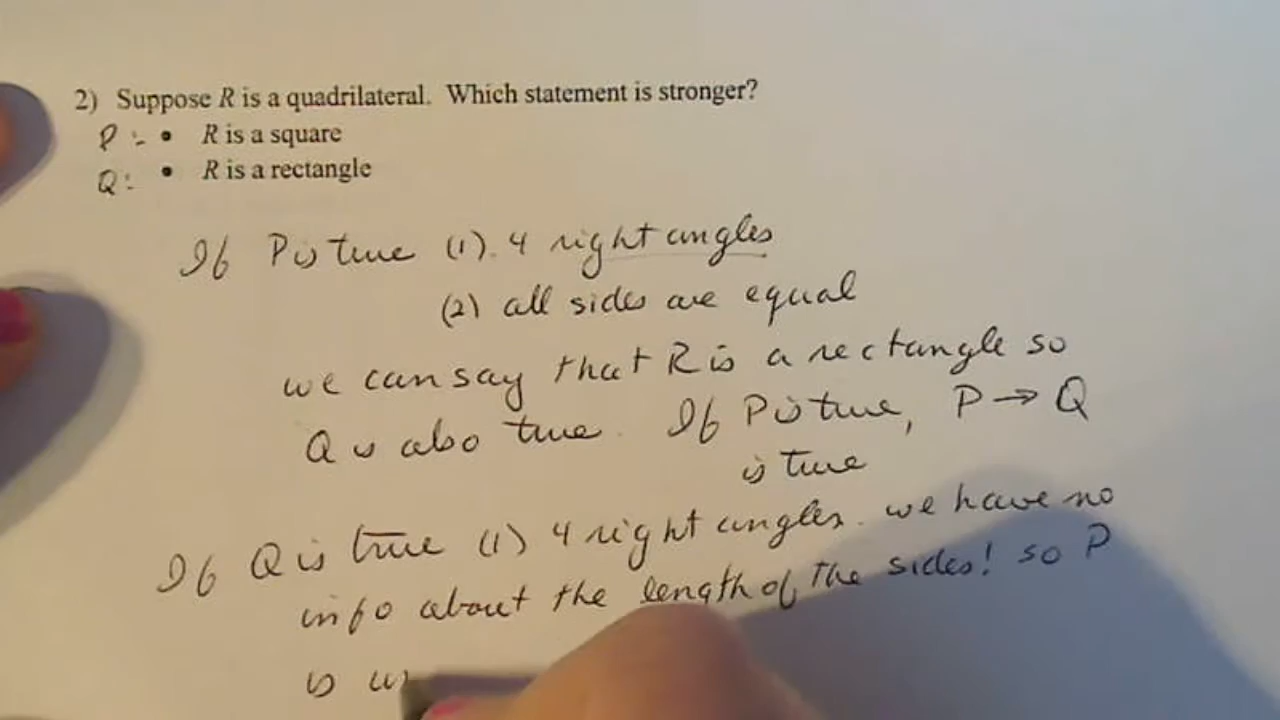 2) Suppose R is a quadrilateral. Which statement is stronger?
P: • R is a square
Q: • R is a rectangle
If P is true (1). 4 right angles
(2) all sides are equal
we can say that R is a rectangle so
Q is also true. If P is true, P → Q
is true
If Q is true (1) 4 right angles. we have no
info about the length of the sides! so P
is